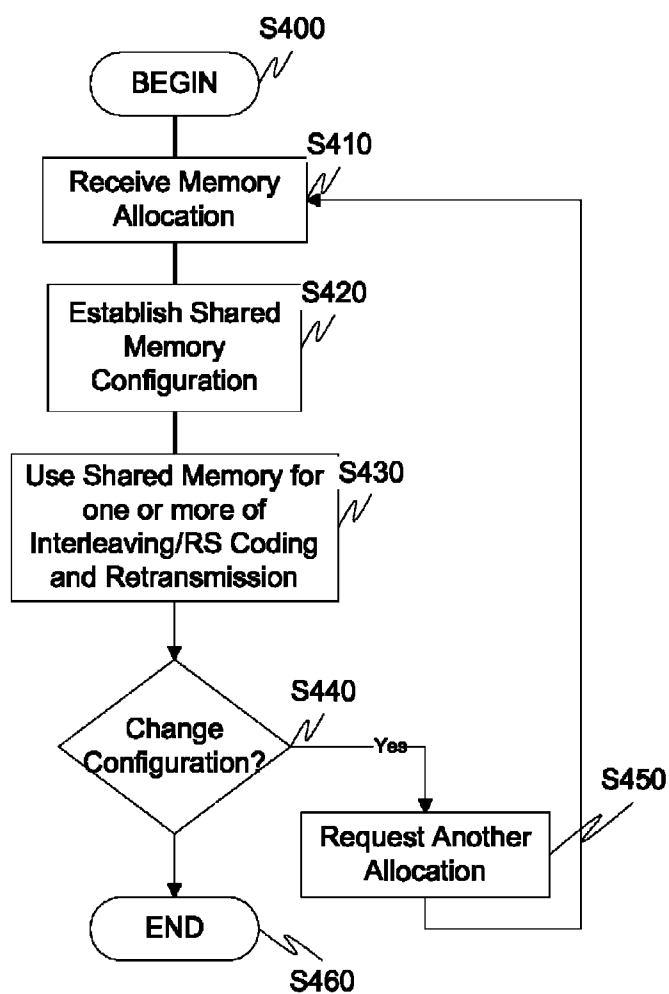 S400
BEGIN
S410
Receive Memory
Allocation
S420
Establish Shared
Memory
Configuration
S430
Use Shared Memory for
one or more of
Interleaving/RS Coding
and Retransmission
S440
Change
Configuration?
Yes
S450
Request Another
Allocation
END
S460